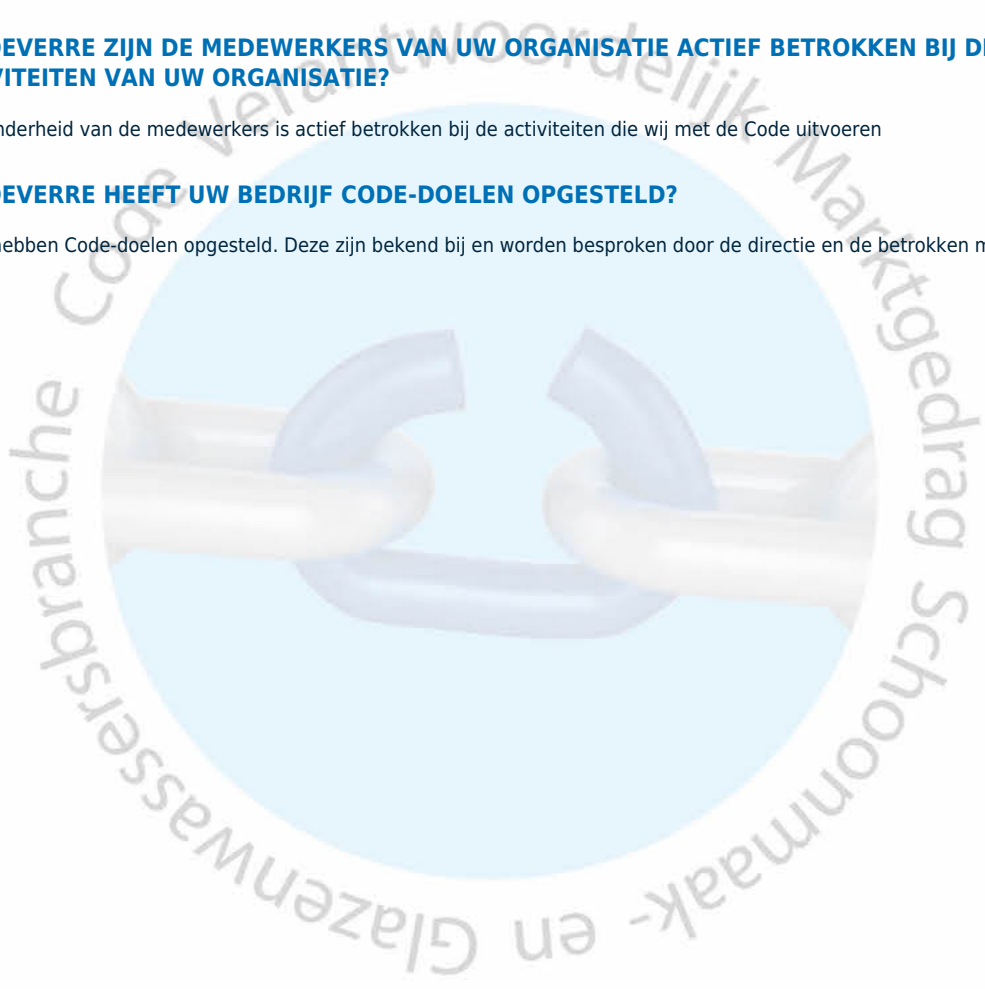 OEVERRE ZIJN DE MEDEWERKERS VAN UW ORGANISATIE ACTIEF BETROKKEN BIJ DE
VITEITEN VAN UW ORGANISATIE?
nderheid van de medewerkers is actief betrokken bij de activiteiten die wij met de Code uitvoeren
OEVERRE HEEFT UW BEDRIJF CODE-DOELEN OPGESTELD?
hebben Code-doelen opgesteld. Deze zijn bekend bij en worden besproken door de directie en de betrokken m
Code Verantwoordelijk Marktgedrag Schoonmaak- en Glazenwassersbranche